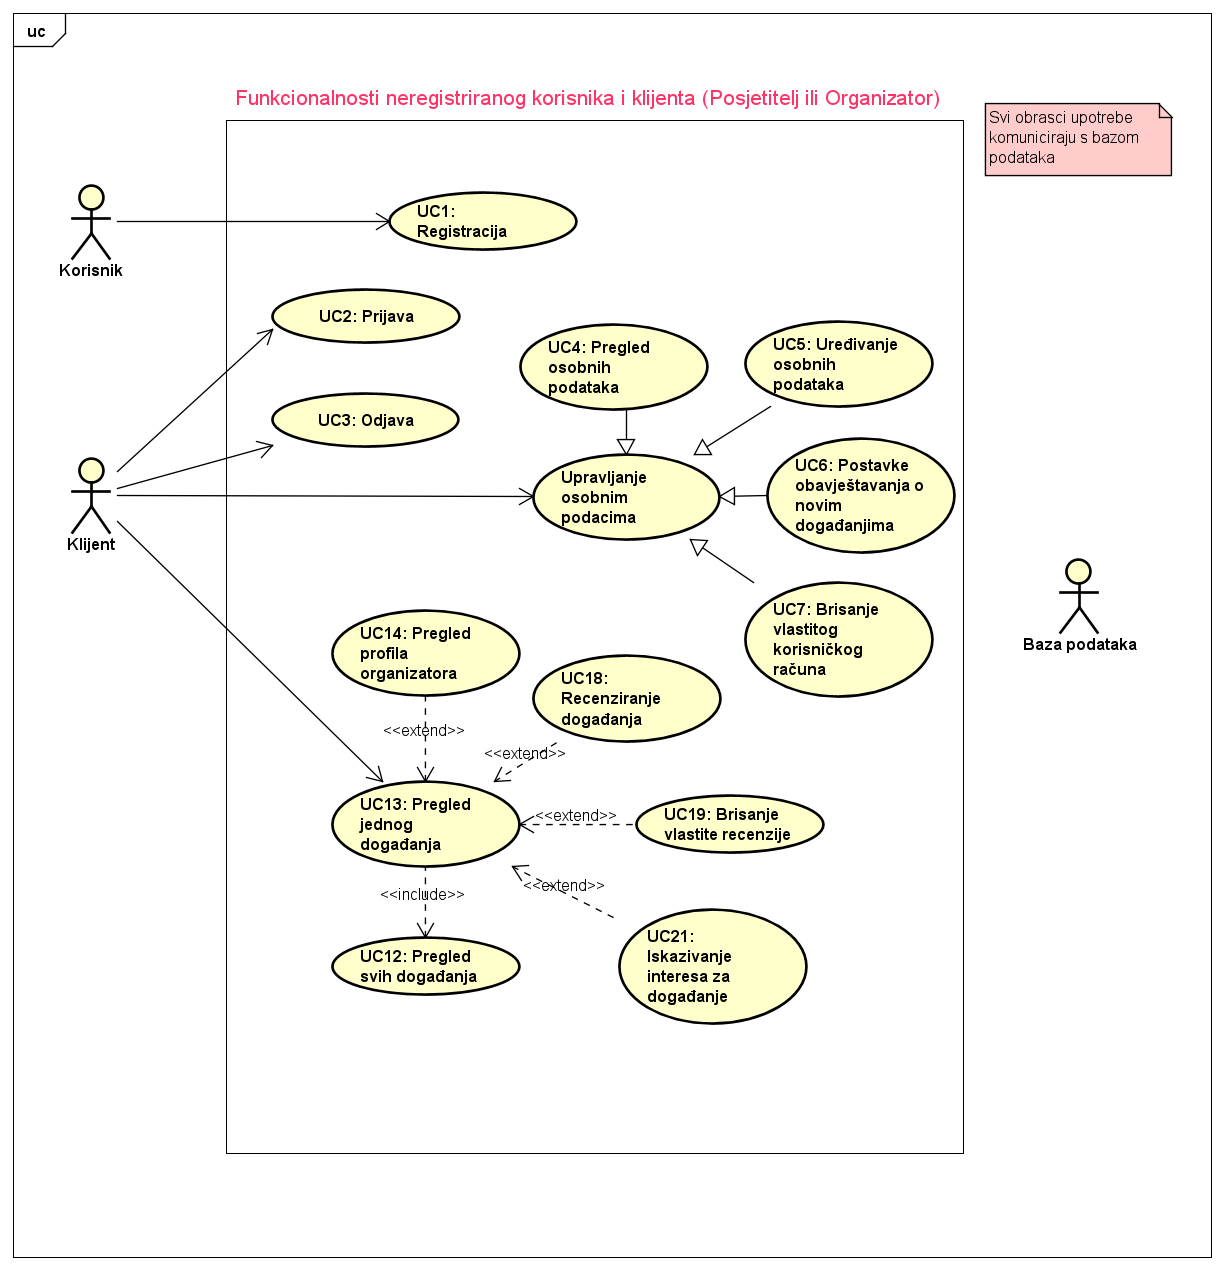 uc
Funkcionalnosti neregistriranog korisnika i klijenta (Posjetitelj ili Organizator)
Svi obrasci upotrebe
komuniciraju s bazom
podataka
Korisnik
UC1:
Registracija
UC2: Prijava
UC3: Odjava
UC4: Pregled
osobnih
podataka
UC5: Uređivanje
osobnih
podataka
Upravljanje
osobnim
podacima
UC6: Postavke
obavještavanja o
novim
događanjima
Klijent
UC7: Brisanje
vlastitog
korisničkog
računa
Baza podataka
UC14: Pregled
profila
organizatora
UC18:
Recenziranje
događanja
<<extend>>
<<extend>>
UC13: Pregled
jednog
događanja
<<extend>>
UC19: Brisanje
vlastite recenzije
<<include>>
<<extend>>
UC12: Pregled
svih događanja
UC21:
Iskazivanje
interesa za
događanje